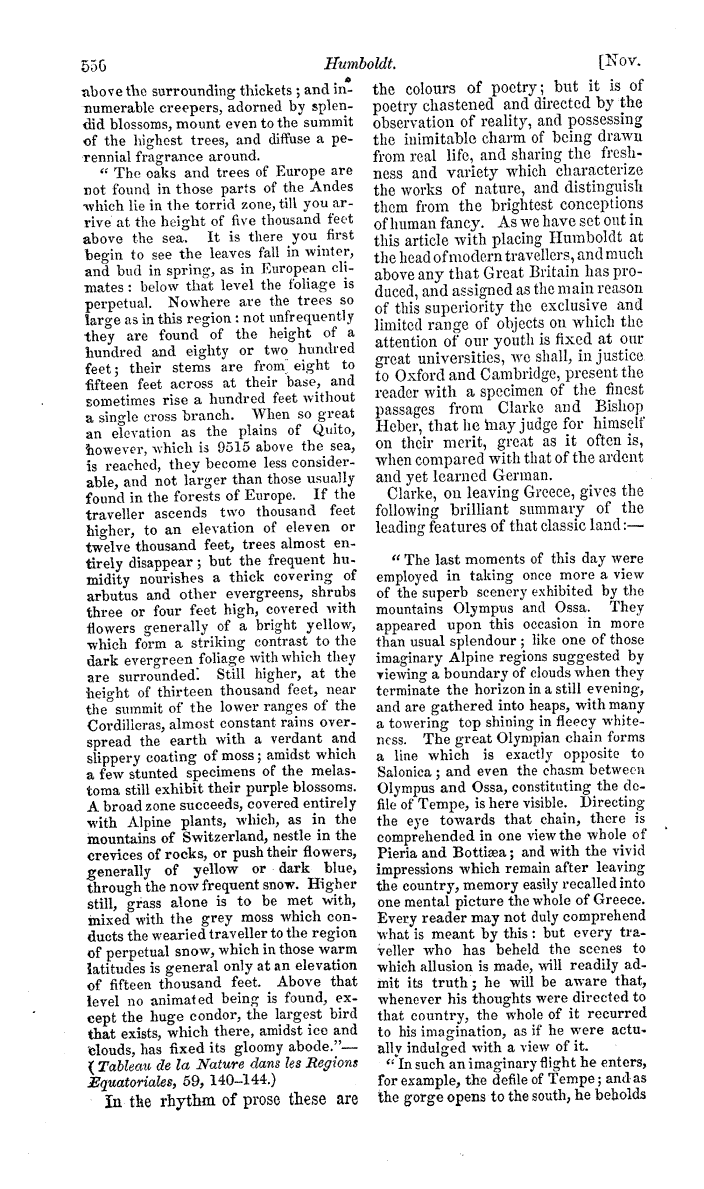 556 Humboldt. [Nov.
above the surrounding thickets; and in-
numerable creepers, adorned by splen-
did blossoms, mount even to the summit
of the highest trees, and diffuse a pe-
rennial fragrance around.
“ The oaks and trees of Europe are
not found in those parts of the Andes
which lie in the torrid zone, till you ar-
rive at the height of five thousand feet
above the sea. It is there you first
begin to see the leaves fall in winter,
and bud in spring, as in European cli-
mates: below that level the foliage is
perpetual. Nowhere are the trees so
large as in this region: not unfrequently
they are found of the height of a
hundred and eighty or two hundred
feet; their stems are from eight to
fifteen feet across at their base, and
sometimes rise a hundred feet without
a single cross branch. When so great
an elevation as the plains of Quito,
however, which is 9515 above the sea,
is reached, they become less consider-
able, and not larger than those usually
found in the forests of Europe. If the
traveller ascends two thousand feet
higher, to an elevation of eleven or
twelve thousand feet, trees almost en-
tirely disappear; but the frequent hu-
midity nourishes a thick covering of
arbutus and other evergreens, shrubs
three or four feet high, covered with
flowers generally of a bright yellow,
which form a striking contrast to the
dark evergreen foliage with which they
are surrounded. Still higher, at the
height of thirteen thousand feet, near
the summit of the lower ranges of the
Cordilleras, almost constant rains over-
spread the earth with a verdant and
slippery coating of moss; amidst which
a few stunted specimens of the melas-
toma still exhibit their purple blossoms.
A broad zone succeeds, covered entirely
with Alpine plants, which, as in the
mountains of Switzerland, nestle in the
crevices of rocks, or push their flowers,
generally of yellow or dark blue,
through the now frequent snow. Higher
still, grass alone is to be met with,
mixed with the grey moss which con-
ducts the wearied traveller to the region
of perpetual snow, which in those warm
latitudes is general only at an elevation
of fifteen thousand feet. Above that
level no animated being is found, ex-
cept the huge condor, the largest bird
that exists, which there, amidst ice and
clouds, has fixed its gloomy abode.”—
(Tableau de la Nature dans les Regions
Equatoriales, 59, 140–144.)
In the rhythm of prose these are
the colours of poetry; but it is of
poetry chastened and directed by the
observation of reality, and possessing
the inimitable charm of being drawn
from real life, and sharing the fresh-
ness and variety which characterize
the works of nature, and distinguish
them from the brightest conceptions
of human fancy. As we have set out in
this article with placing Humboldt at
the head of modern travellers, and much
above any that Great Britain has pro-
duced, and assigned as the main reason
of this superiority the exclusive and
limited range of objects on which the
attention of our youth is fixed at our
great universities, we shall, in justice
to Oxford and Cambridge, present the
reader with a specimen of the finest
passages from Clarke and Bishop
Heber, that he may judge for himself
on their merit, great as it often is,
when compared with that of the ardent
and yet learned German.
Clarke, on leaving Greece, gives the
following brilliant summary of the
leading features of that classic land:—
“ The last moments of this day were
employed in taking once more a view
of the superb scenery exhibited by the
mountains Olympus and Ossa. They
appeared upon this occasion in more
than usual splendour; like one of those
imaginary Alpine regions suggested by
viewing a boundary of clouds when they
terminate the horizon in a still evening,
and are gathered into heaps, with many
a towering top shining in fleecy white-
ness. The great Olympian chain forms
a line which is exactly opposite to
Salonica; and even the chasm between
Olympus and Ossa, constituting the de-
file of Tempe, is here visible. Directing
the eye towards that chain, there is
comprehended in one view the whole of
Pieria and Bottiæa; and with the vivid
impressions which remain after leaving
the country, memory easily recalled into
one mental picture the whole of Greece.
Every reader may not duly comprehend
what is meant by this: but every tra-
veller who has beheld the scenes to
which allusion is made, will readily ad-
mit its truth; he will be aware that,
whenever his thoughts were directed to
that country, the whole of it recurred
to his imagination, as if he were actu-
ally indulged with a view of it.
“ In such an imaginary flight he enters,
for example, the defile of Tempe; and as
the gorge opens to the south, he beholds